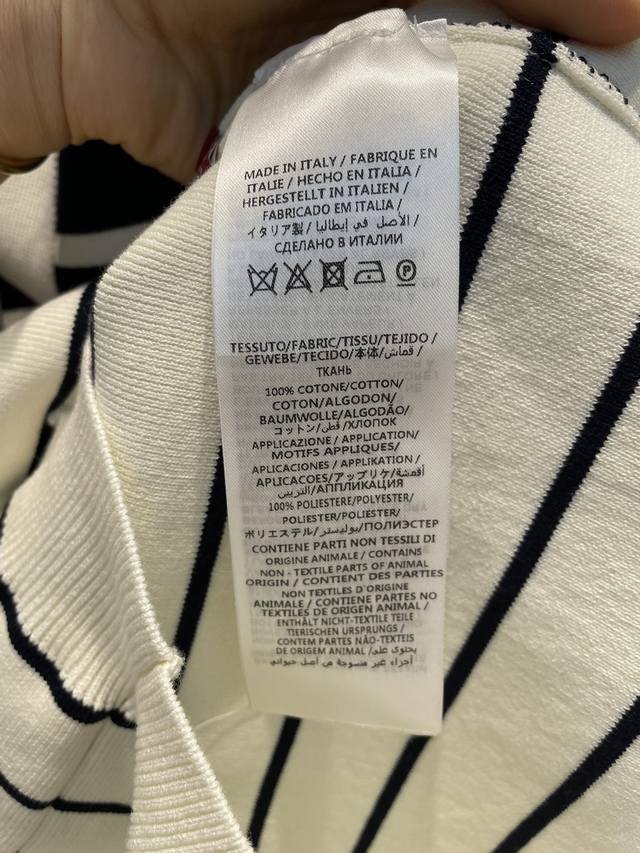 MADE IN ITALY / FABRIQUE EN
ITALIE / HECHO EN ITALIA /
HERGESTELLT IN ITALIEN /
FABRICADO EM ITALIA /
イタリア製 / الأصل في إيطاليا /
СДЕЛАНО В ИТАЛИИ
P
TESSUTO/FABRIC/TISSU/TEJIDO /
GEWEBE/TECIDO/本体/قماش/
ТКАНЬ
100% COTONE/COTTON/
COTON/ALGODON/
BAUMWOLLE/ALGODÃO/
コットン/قطن/ХЛОПОК
APPLICAZIONE / APPLICATION/
MOTIFS APPLIQUES/
APLICACIONES / APPLIKATION /
APLICACOES/アップリケ/أقمشة/
التزيين/АППЛИКАЦИЯ
100% POLIESTERE/POLYESTER/
POLIESTER/POLIESTER/
ポリエステル/بوليستر/ПОЛИЭСТЕР
CONTIENE PARTI NON TESSILI DI
ORIGINE ANIMALE / CONTAINS
NON - TEXTILE PARTS OF ANIMAL
ORIGIN / CONTIENT DES PARTIES
NON TEXTILES D'ORIGINE
ANIMALE / CONTIENE PARTES NO
TEXTILES DE ORIGEN ANIMAL /
ENTHÄLT NICHT-TEXTILE TEILE
TIERISCHEN URSPRUNGS /
CONTEM PARTES NÃO-TEXTEIS
DE ORIGEM ANIMAL /يحتوي على
أجزاء غير منسوجة من أصل حيواني